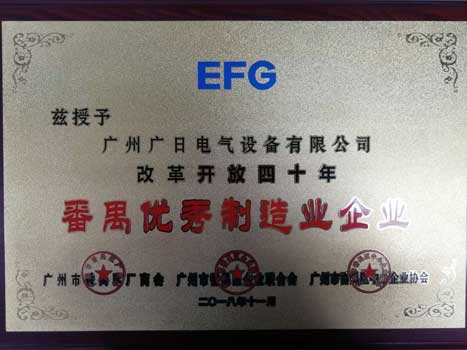 EFG
兹授予
广州广日电气设备有限公司
改革开放四十年
番禺优秀制造业企业
广州市 厂商会 广州市 业联合会 广州市 企业协会
二〇一八年十一月